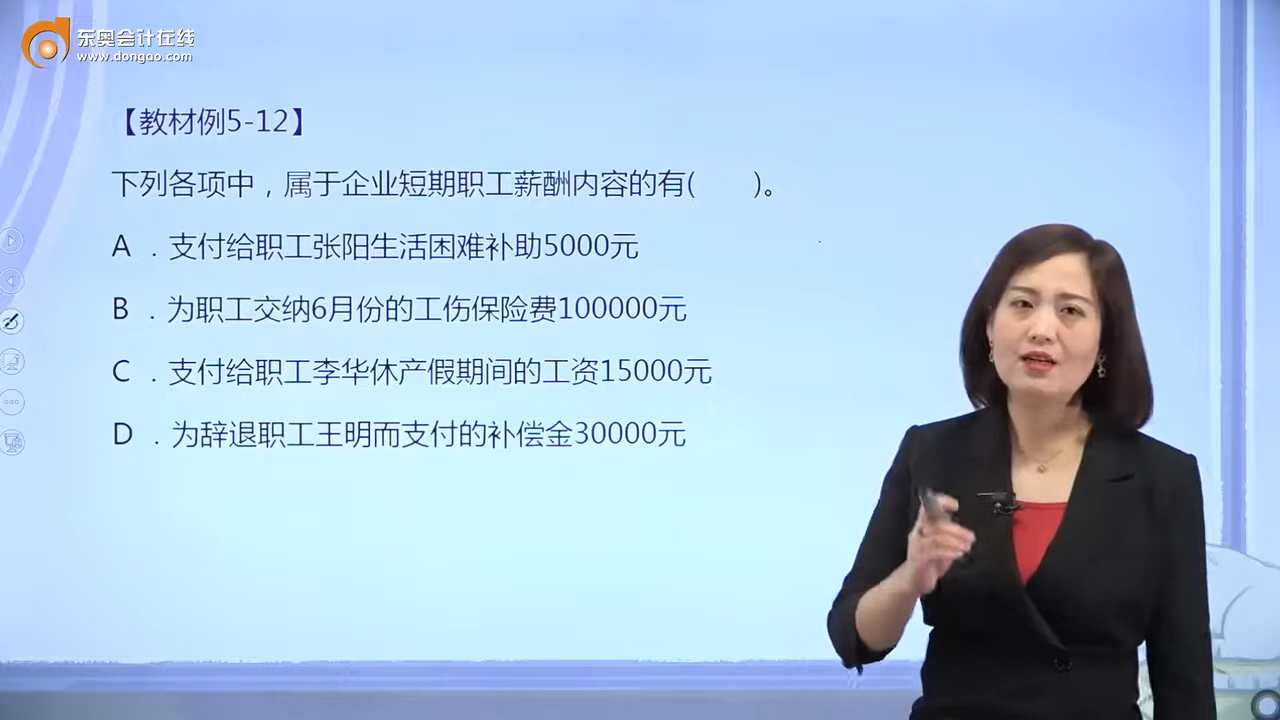 东奥会计在线
www.dongao.com
【教材例5-12】
下列各项中，属于企业短期职工薪酬内容的有(　　)。
A ．支付给职工张阳生活困难补助5000元
B ．为职工交纳6月份的工伤保险费100000元
C ．支付给职工李华休产假期间的工资15000元
D ．为辞退职工王明而支付的补偿金30000元